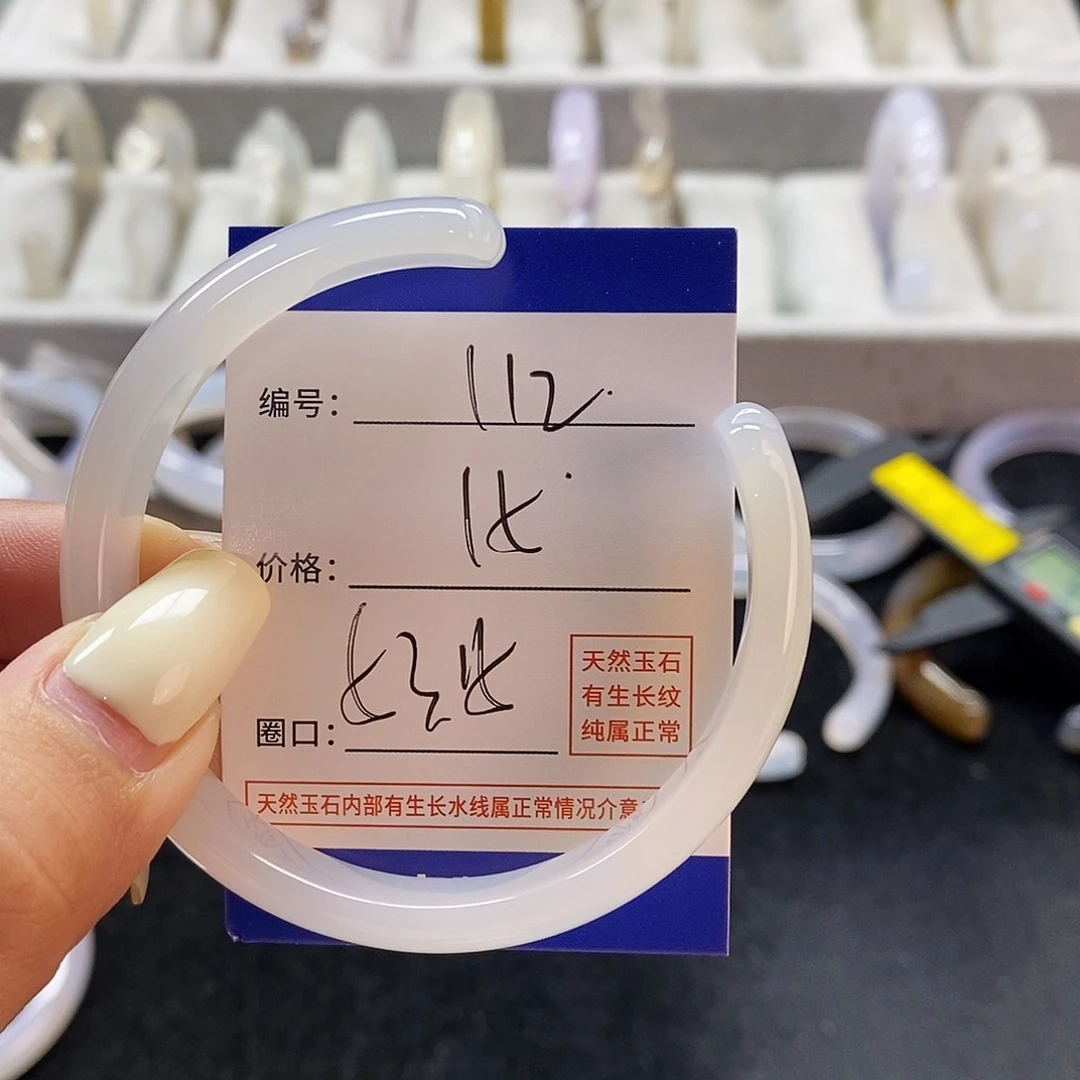 编号：112.
价格：
圈口：
天然玉石
有生长纹
纯属正常
天然玉石内部有生长水线属正常情况介意